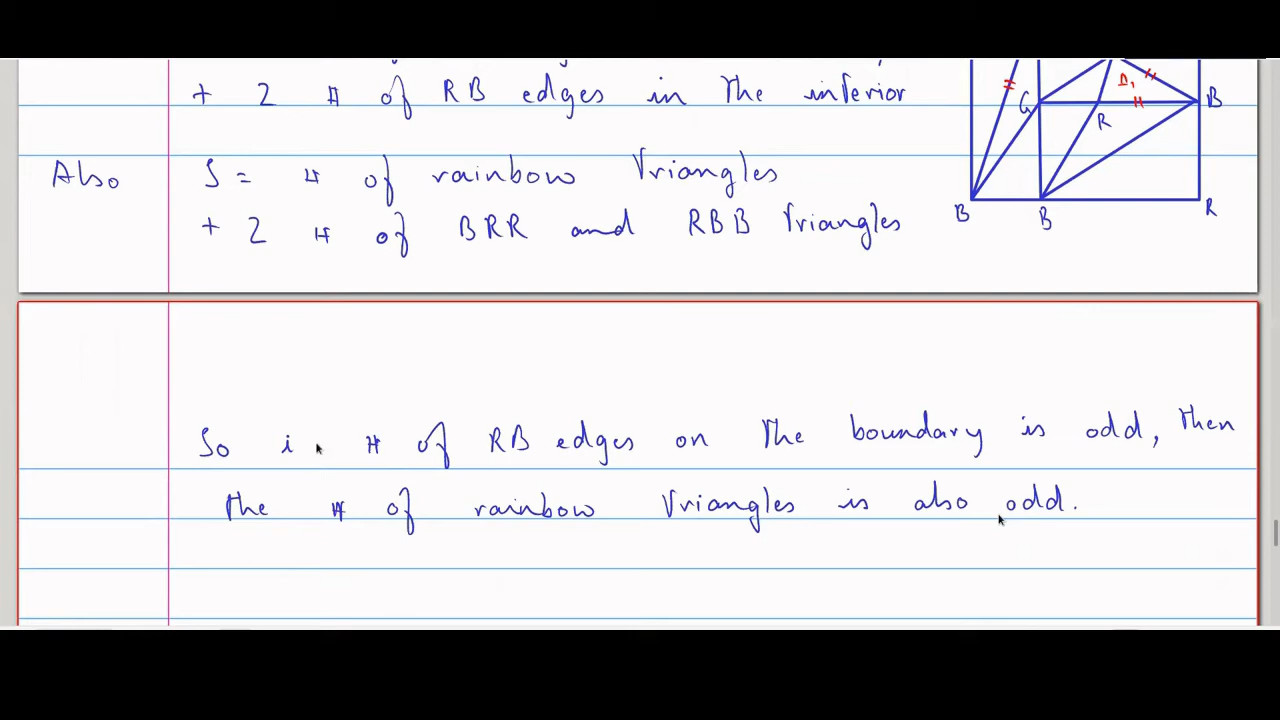 + 2 # of RB edges in the interior
Also S = # of rainbow triangles
+ 2 # of BRR and RBB triangles
G
R
B
D,
B
B
R
So i # of RB edges on the boundary is odd, then
the # of rainbow triangles is also odd.